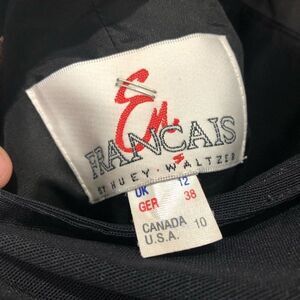 En
FRANCAIS
BY HUEY · WALTZER
UK 12
GER 38
CANADA
U.S.A. 10